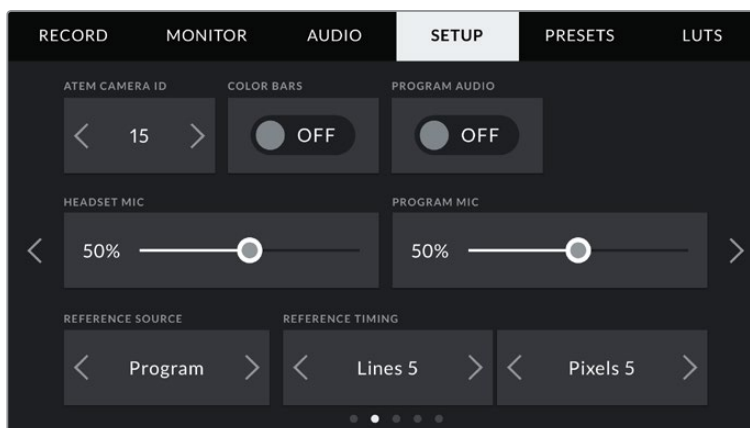 RECORD MONITOR AUDIO SETUP PRESETS LUTS
ATEM CAMERA ID COLOR BARS PROGRAM AUDIO
15 OFF OFF
HEADSET MIC PROGRAM MIC
50% 50%
REFERENCE SOURCE REFERENCE TIMING
Program Lines 5 Pixels 5